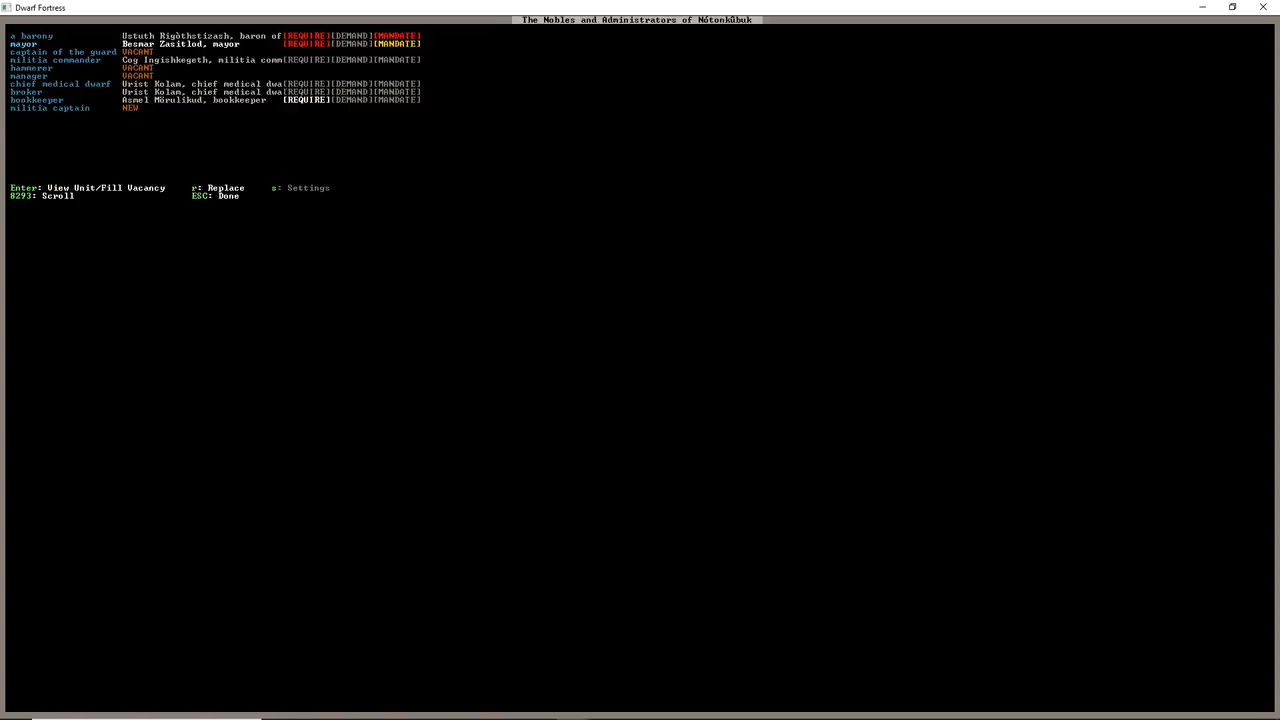 Dwarf Fortress
The Nobles and Administrators of Nótonkûbuk
a barony Ustuth Rigòthstizash, baron of [REQUIRE][DEMAND][MANDATE]
mayor Besmar Zasitlod, mayor [REQUIRE][DEMAND][MANDATE]
captain of the guard VACANT
militia commander Cog Ingishkegeth, militia comm[REQUIRE][DEMAND][MANDATE]
hammerer VACANT
manager VACANT
chief medical dwarf Urist Kolam, chief medical dwa[REQUIRE][DEMAND][MANDATE]
broker Urist Kolam, chief medical dwa[REQUIRE][DEMAND][MANDATE]
bookkeeper Asmel Mörulikud, bookkeeper [REQUIRE][DEMAND][MANDATE]
militia captain NEW
Enter: View Unit/Fill Vacancy r: Replace s: Settings
8293: Scroll ESC: Done